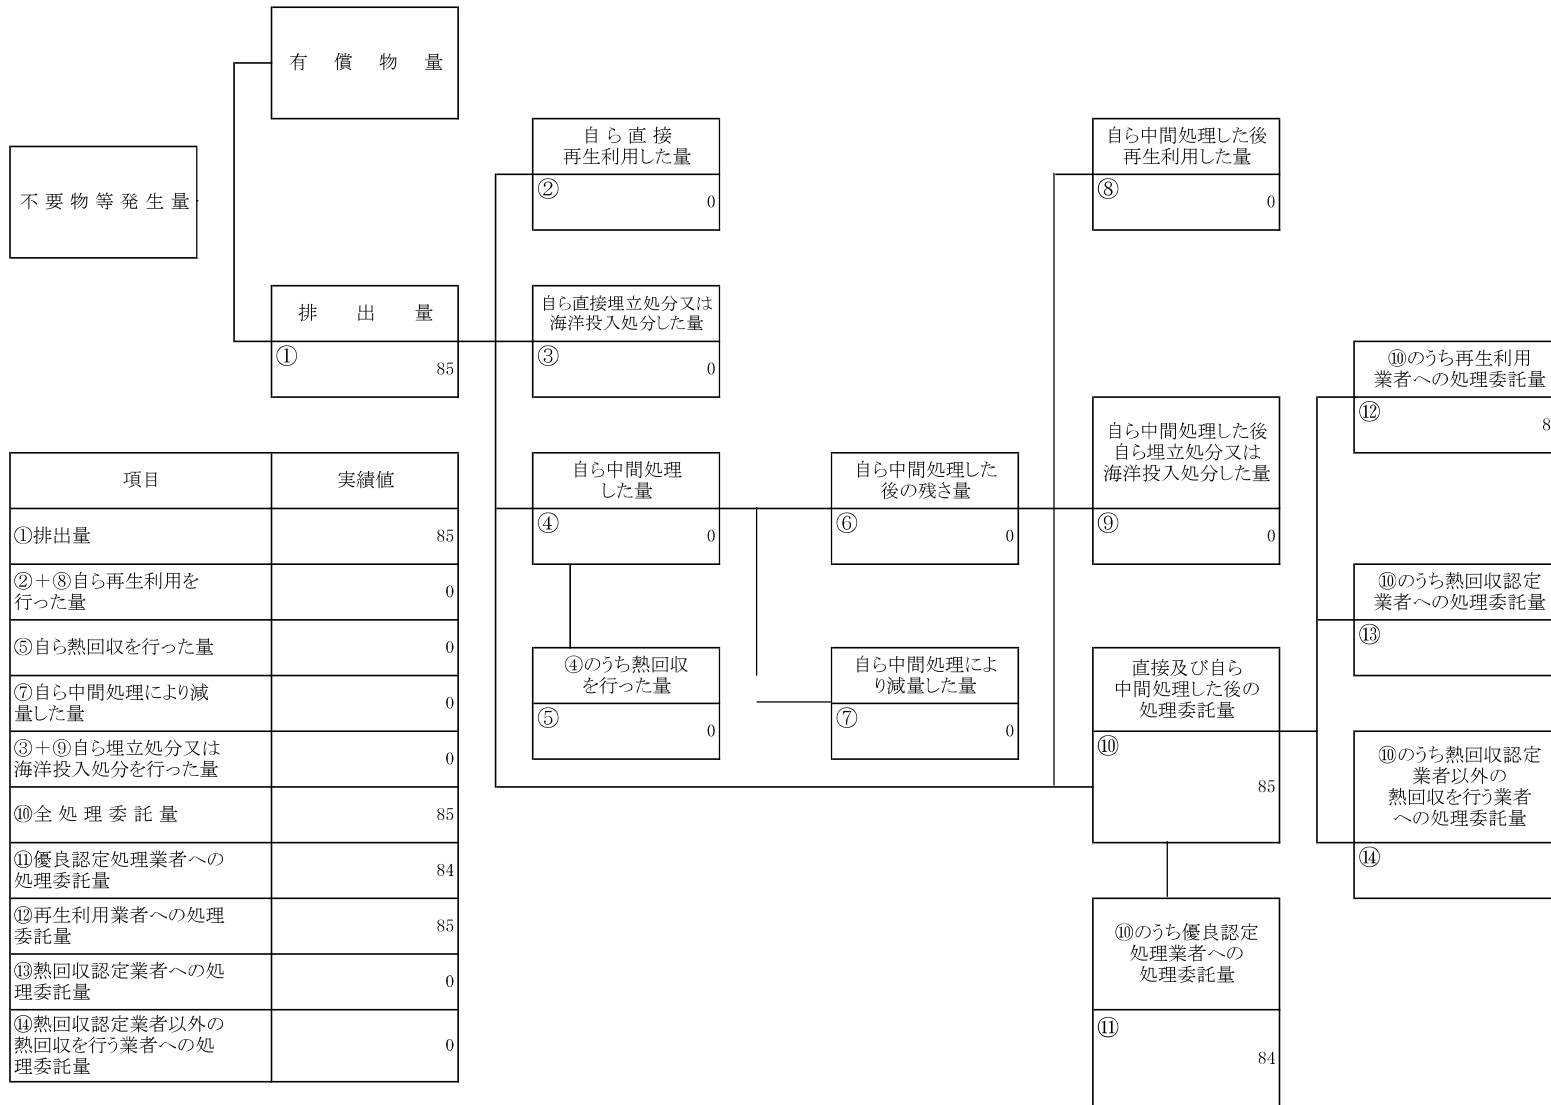 有償物量
不要物等発生量
排出量
①
85
自ら直接
再生利用した量
②
0
自ら直接埋立処分又は
海洋投入処分した量
③
0
自ら中間処理
した量
④
0
④のうち熱回収
を行った量
⑤
0
自ら中間処理した
後の残さ量
⑥
0
自ら中間処理によ
り減量した量
⑦
0
自ら中間処理した後
再生利用した量
⑧
0
自ら中間処理した後
自ら埋立処分又は
海洋投入処分した量
⑨
0
直接及び自ら
中間処理した後の
処理委託量
⑩
85
⑩のうち優良認定
処理業者への
処理委託量
⑪
84
⑩のうち再生利用
業者への処理委託量
⑫
8
⑩のうち熱回収認定
業者への処理委託量
⑬
⑩のうち熱回収認定
業者以外の
熱回収を行う業者
への処理委託量
⑭
項目 実績値
①排出量 85
②+⑧自ら再生利用を
行った量 0
⑤自ら熱回収を行った量 0
⑦自ら中間処理により減
量した量 0
③+⑨自ら埋立処分又は
海洋投入処分を行った量 0
⑩全処理委託量 85
⑪優良認定処理業者への
処理委託量 84
⑫再生利用業者への処理
委託量 85
⑬熱回収認定業者への処
理委託量 0
⑭熱回収認定業者以外の
熱回収を行う業者への処
理委託量 0